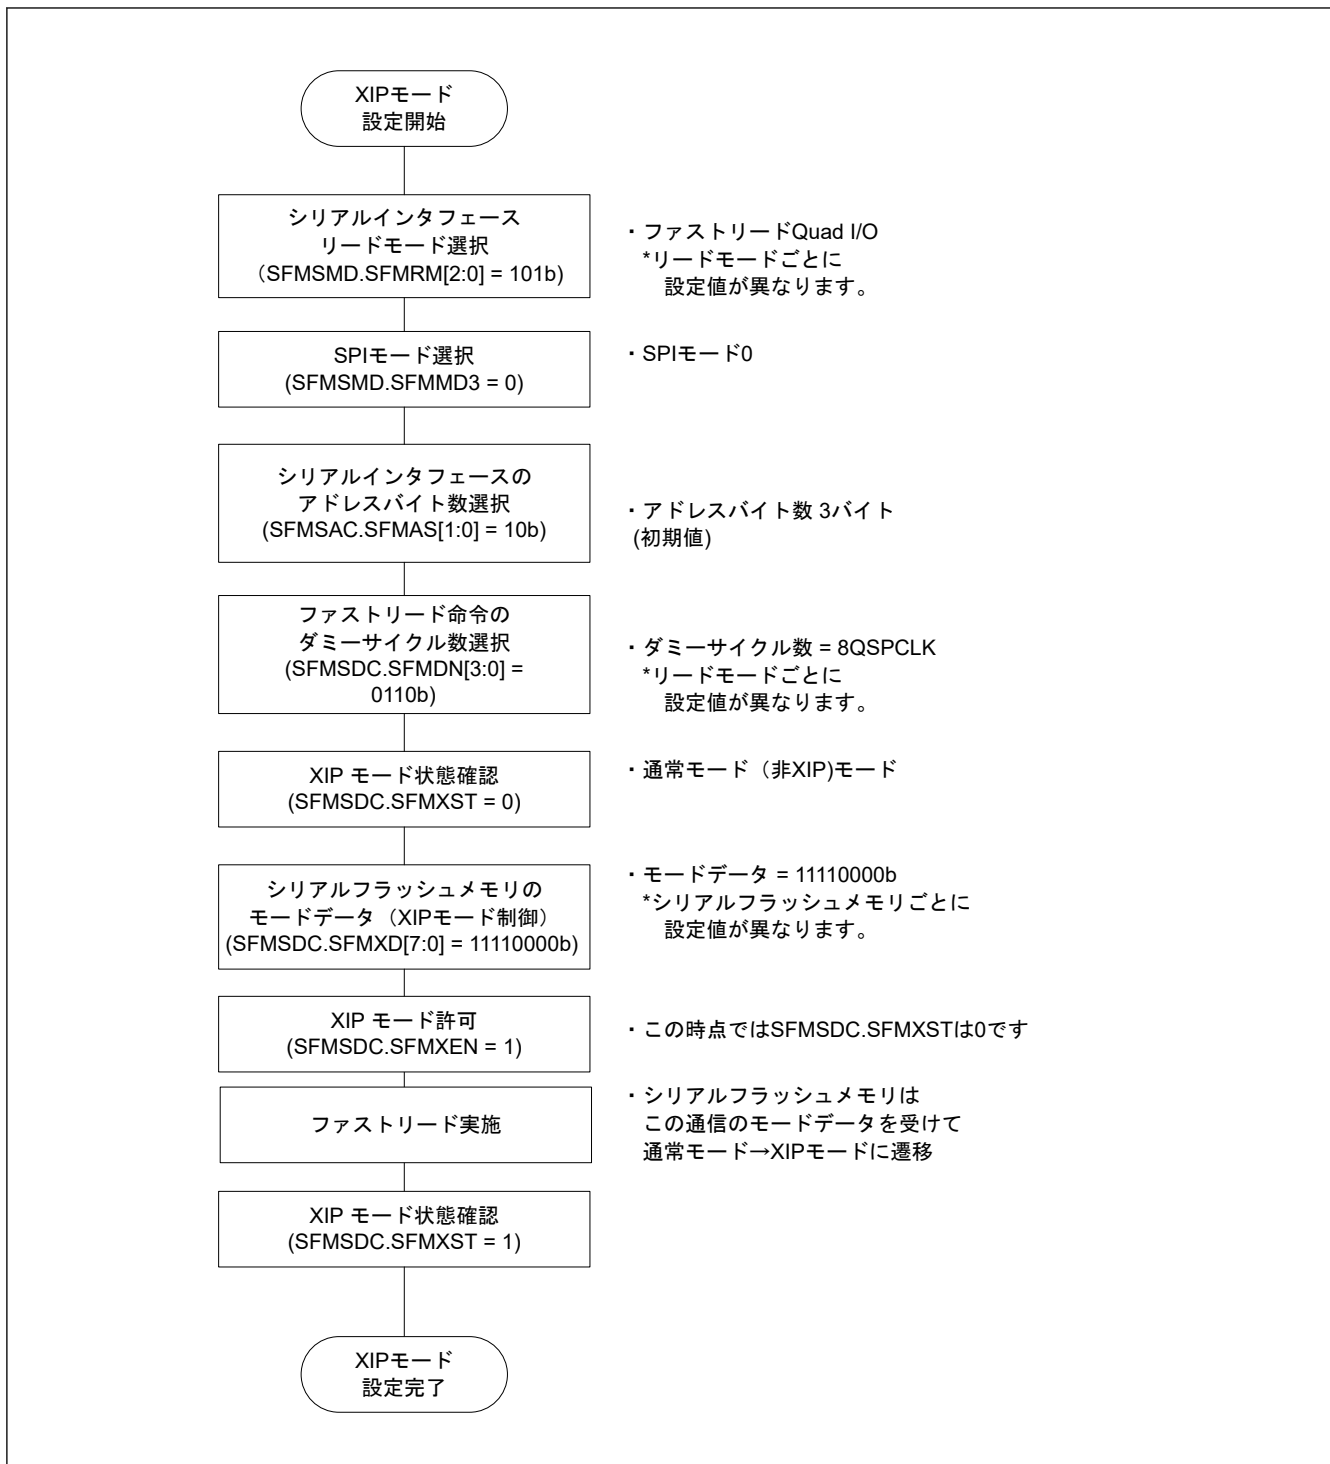 XIPモード
設定開始
シリアルインタフェース
リードモード選択
（SFMSMD.SFMRM[2:0] = 101b)
・ファストリードQuad I/O
*リードモードごとに
設定値が異なります。
SPIモード選択
(SFMSMD.SFMMD3 = 0)
・SPIモード0
シリアルインタフェースの
アドレスバイト数選択
(SFMSAC.SFMAS[1:0] = 10b)
・アドレスバイト数 3バイト
(初期値)
ファストリード命令の
ダミーサイクル数選択
(SFMSDC.SFMDN[3:0] =
0110b)
・ダミーサイクル数 = 8QSPCLK
*リードモードごとに
設定値が異なります。
XIP モード状態確認
(SFMSDC.SFMXST = 0)
・通常モード（非XIP)モード
シリアルフラッシュメモリの
モードデータ（XIPモード制御）
(SFMSDC.SFMXD[7:0] = 11110000b)
・モードデータ = 11110000b
*シリアルフラッシュメモリごとに
設定値が異なります。
XIP モード許可
(SFMSDC.SFMXEN = 1)
・この時点ではSFMSDC.SFMXSTは0です
ファストリード実施
・シリアルフラッシュメモリは
この通信のモードデータを受けて
通常モード→XIPモードに遷移
XIP モード状態確認
(SFMSDC.SFMXST = 1)
XIPモード
設定完了